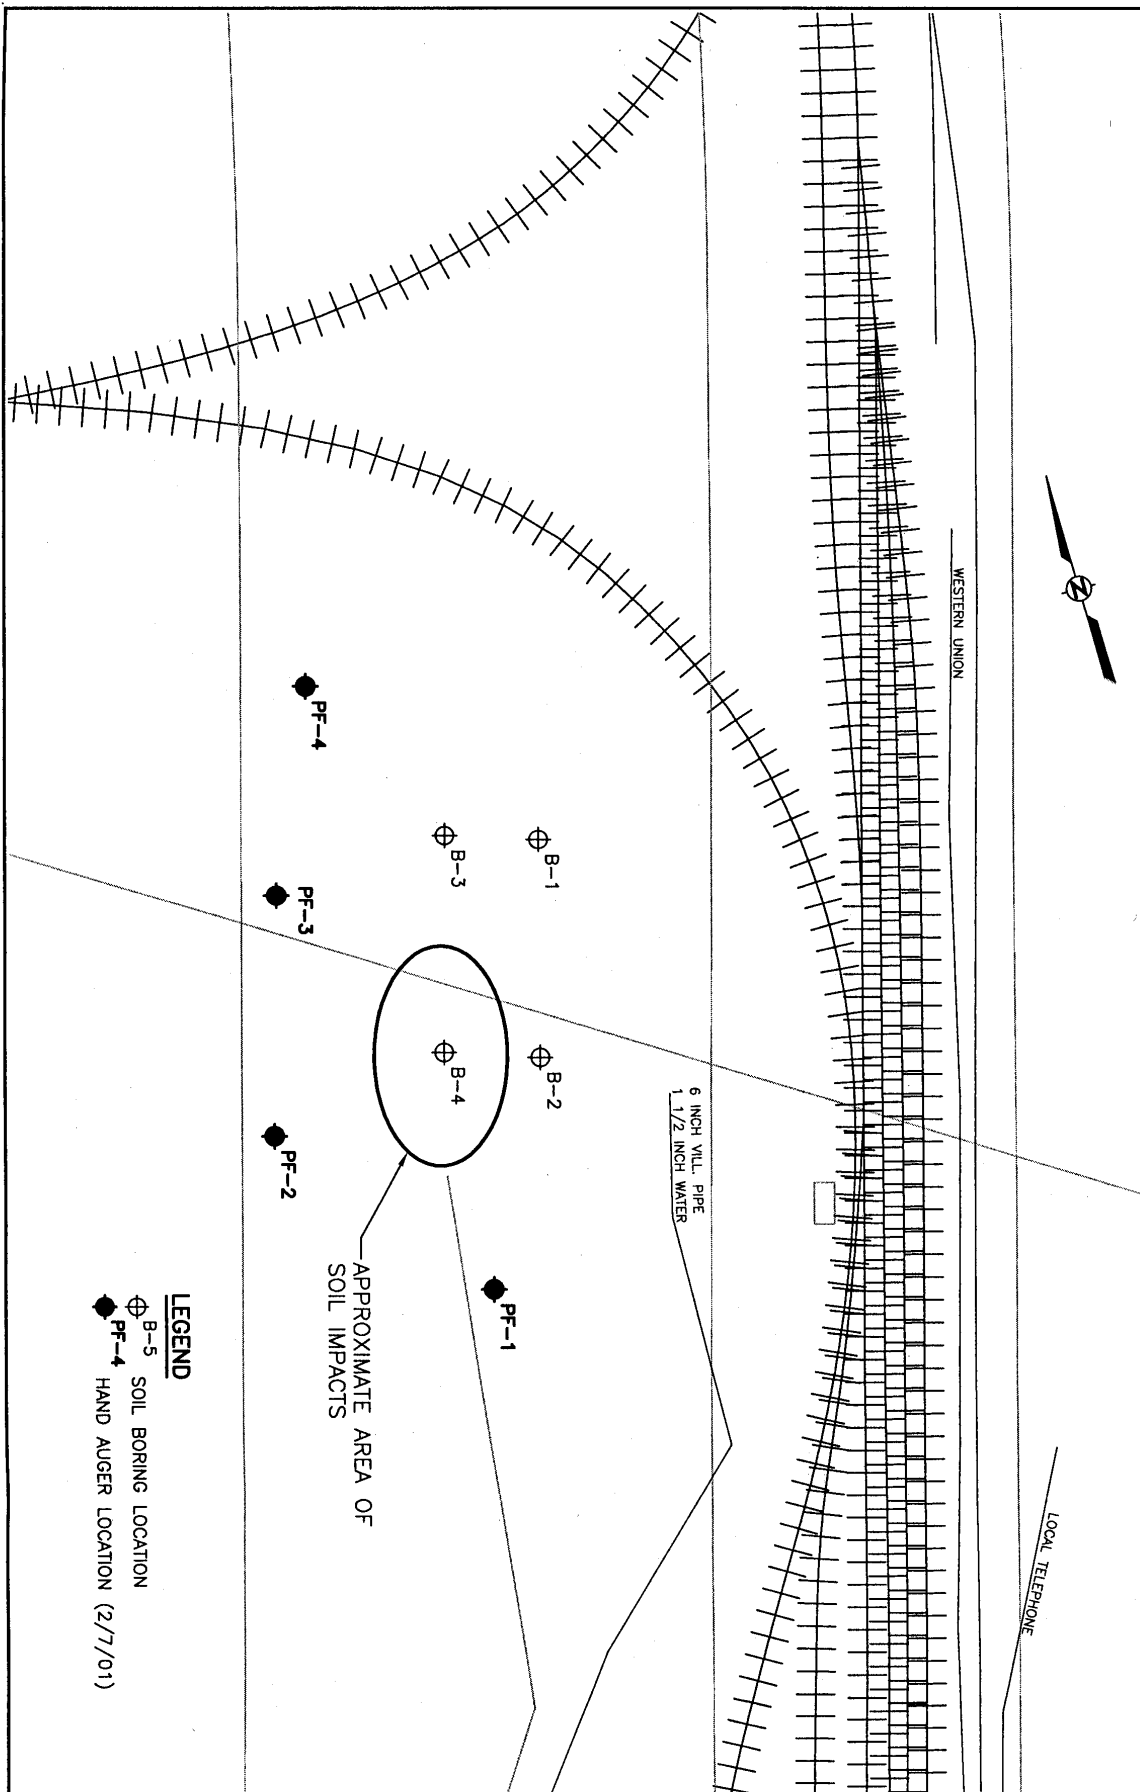 WESTERN UNION
N
LOCAL TELEPHONE
6 INCH VILL. PIPE
1 1/2 INCH WATER
B-1
B-2
PF-1
B-3
B-4
PF-4
PF-3
PF-2
APPROXIMATE AREA OF
SOIL IMPACTS
LEGEND
B-5 SOIL BORING LOCATION
PF-4 HAND AUGER LOCATION (2/7/01)